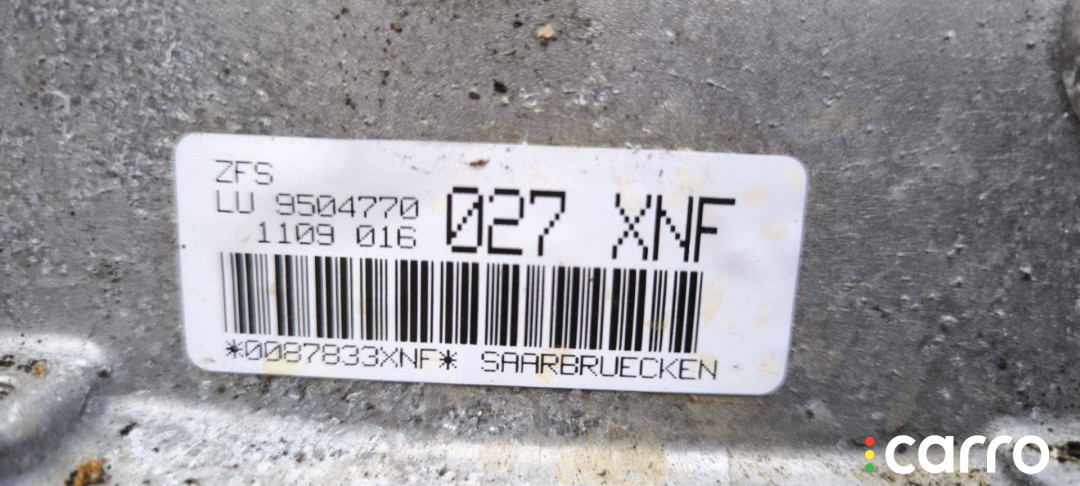 ZFS
LU 9504770
1109 016
027 XNF
*0087833XNF* SAARBRUECKEN
carro